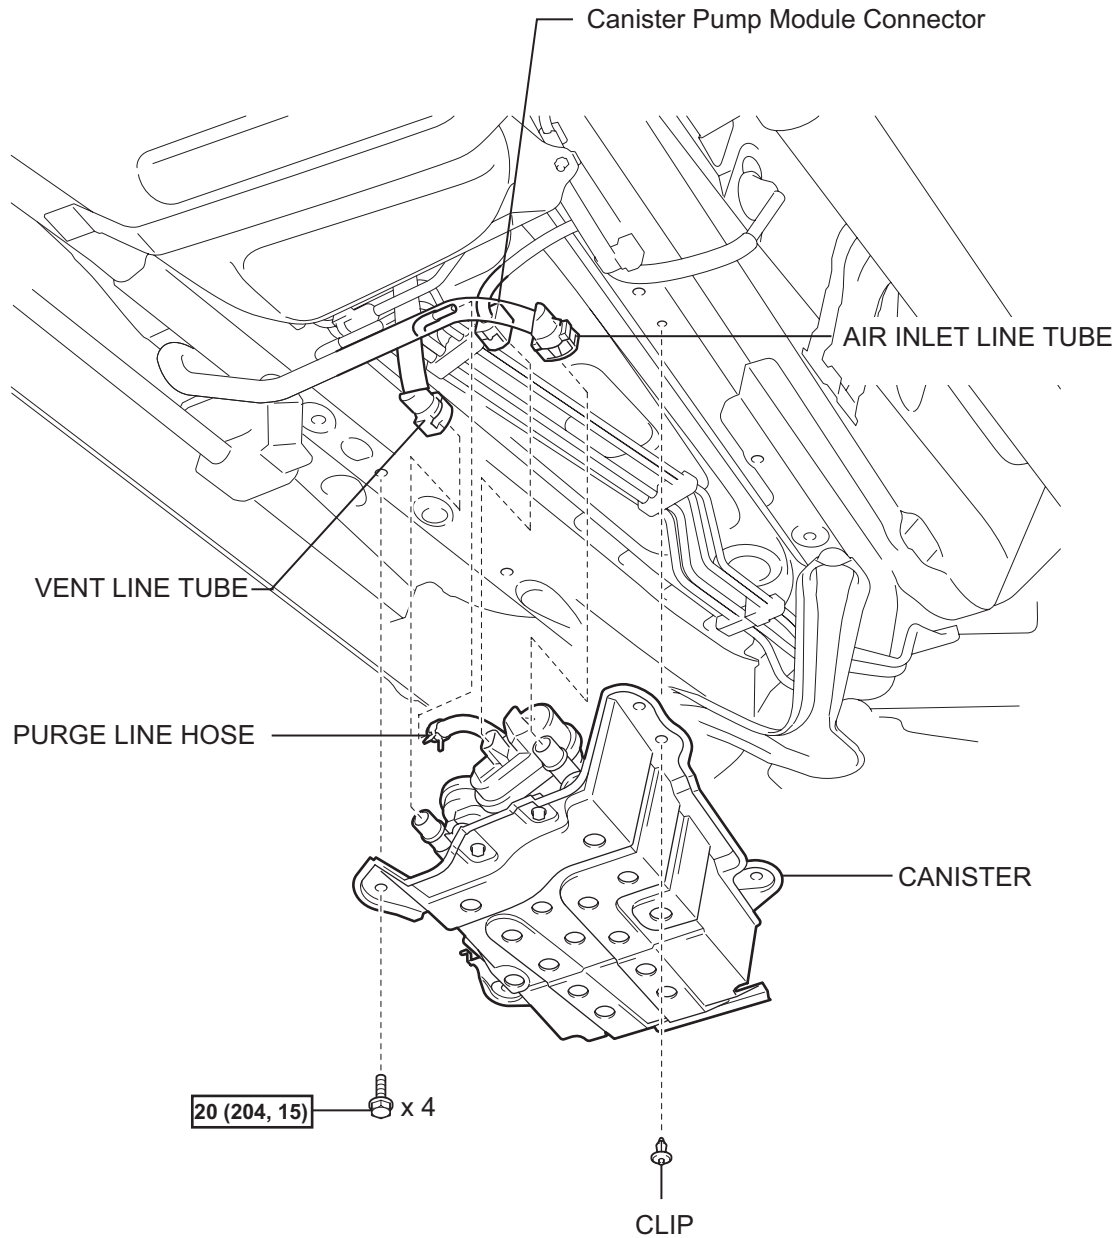 Canister Pump Module Connector
AIR INLET LINE TUBE
VENT LINE TUBE
PURGE LINE HOSE
CANISTER
20 (204, 15)
x 4
CLIP